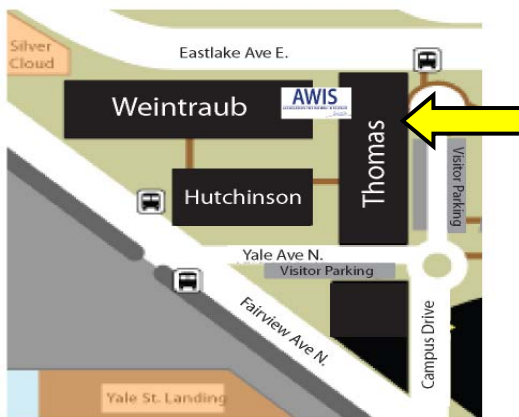 Silver
Cloud
Eastlake Ave E.
Weintraub
AWIS
Thomas
Visitor Parking
Hutchinson
Yale Ave N.
Visitor Parking
Fairview Ave N.
Campus Drive
Yale St. Landing